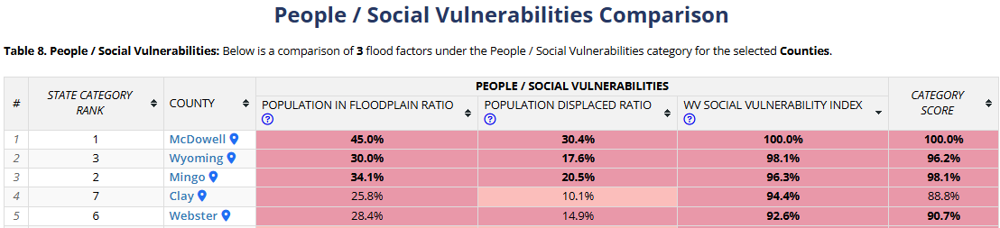 People / Social Vulnerabilities Comparison
Table 8. People / Social Vulnerabilities: Below is a comparison of 3 flood factors under the People / Social Vulnerabilities category for the selected Counties.
# STATE CATEGORY RANK COUNTY PEOPLE / SOCIAL VULNERABILITIES CATEGORY SCORE
POPULATION IN FLOODPLAIN RATIO ? POPULATION DISPLACED RATIO ? WV SOCIAL VULNERABILITY INDEX ?
1 1 McDowell 45.0% 30.4% 100.0% 100.0%
2 3 Wyoming 30.0% 17.6% 98.1% 96.2%
3 2 Mingo 34.1% 20.5% 96.3% 98.1%
4 7 Clay 25.8% 10.1% 94.4% 88.8%
5 6 Webster 28.4% 14.9% 92.6% 90.7%